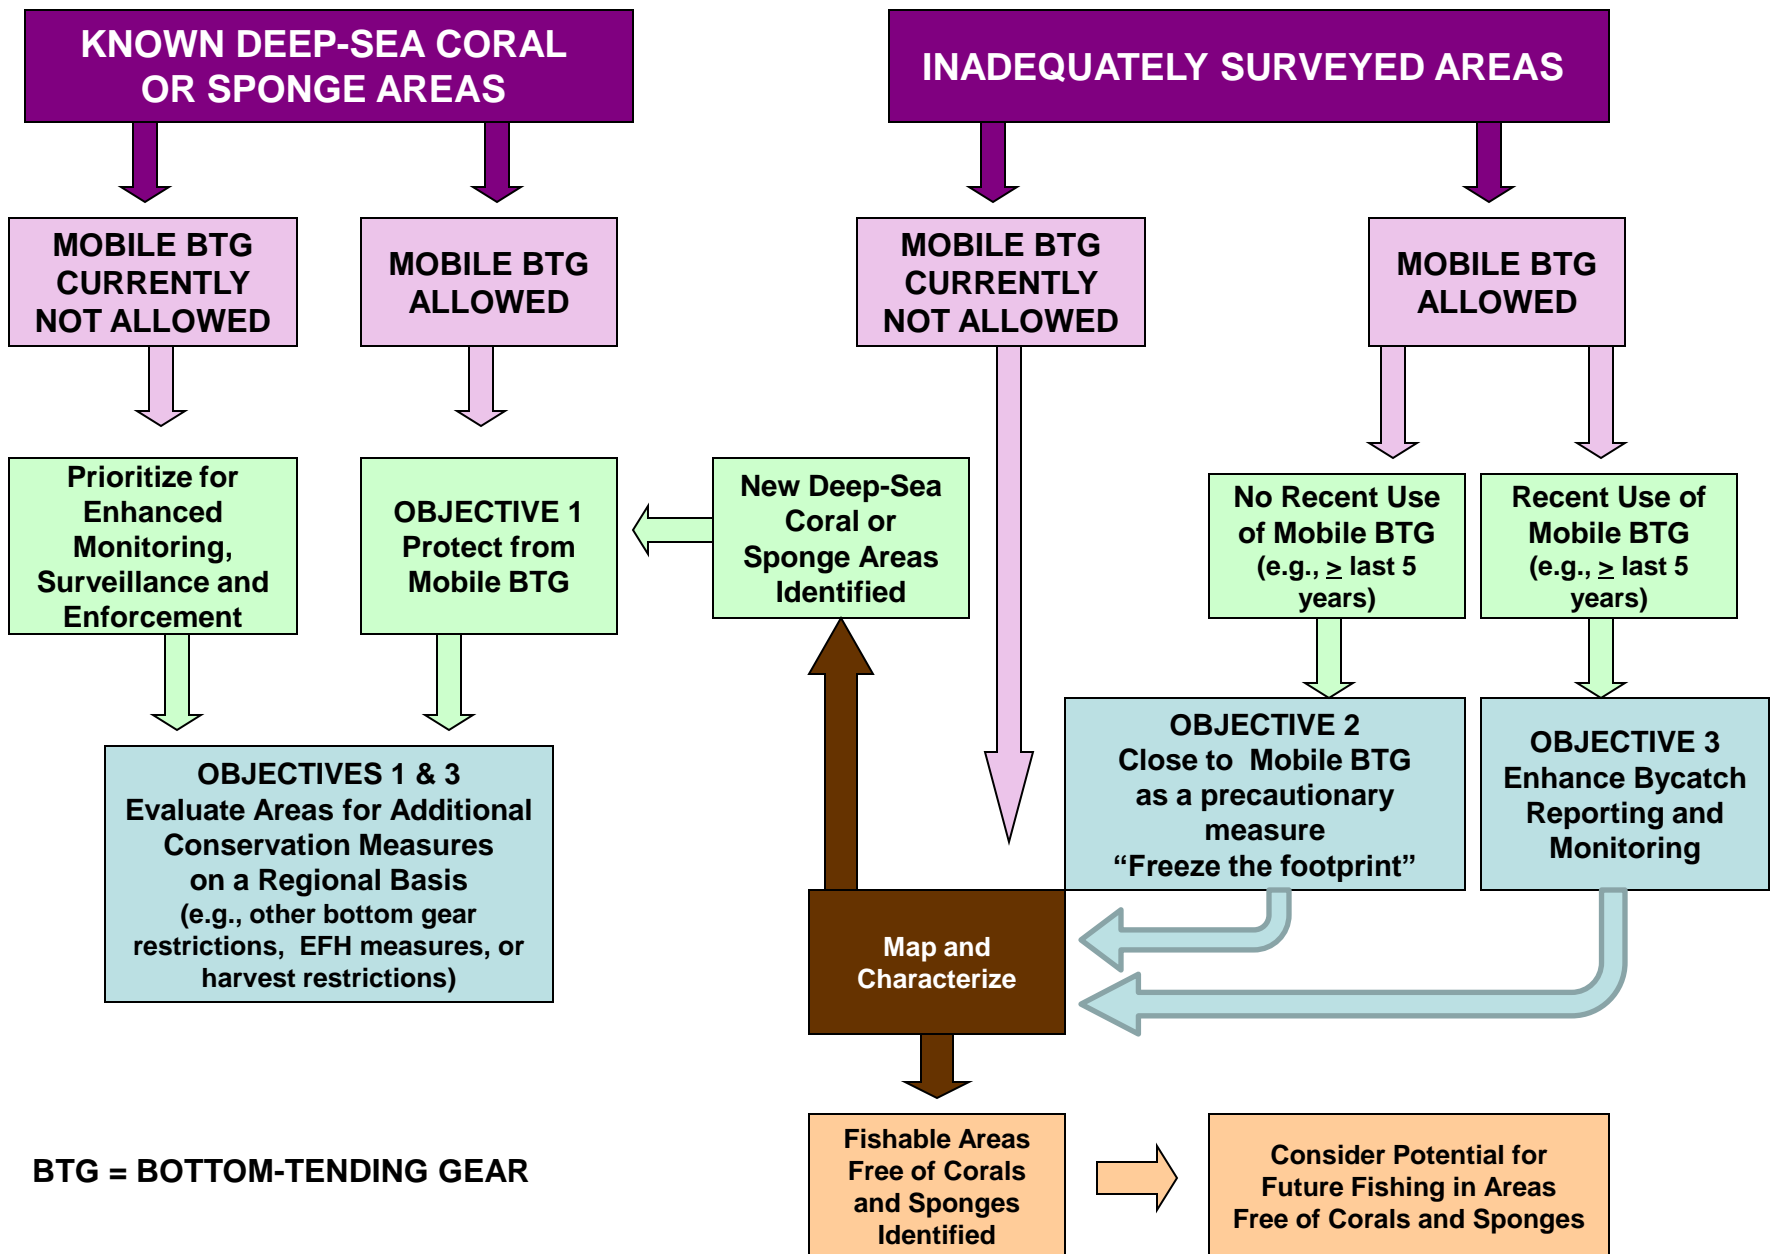 KNOWN DEEP-SEA CORAL
OR SPONGE AREAS
INADEQUATELY SURVEYED AREAS
MOBILE BTG
CURRENTLY
NOT ALLOWED
MOBILE BTG
ALLOWED
MOBILE BTG
CURRENTLY
NOT ALLOWED
MOBILE BTG
ALLOWED
Prioritize for
Enhanced
Monitoring,
Surveillance and
Enforcement
OBJECTIVE 1
Protect from
Mobile BTG
New Deep-Sea
Coral or
Sponge Areas
Identified
No Recent Use
of Mobile BTG
(e.g., ≥ last 5
years)
Recent Use of
Mobile BTG
(e.g., ≥ last 5
years)
OBJECTIVES 1 & 3
Evaluate Areas for Additional
Conservation Measures
on a Regional Basis
(e.g., other bottom gear
restrictions, EFH measures, or
harvest restrictions)
OBJECTIVE 2
Close to Mobile BTG
as a precautionary
measure
“Freeze the footprint”
OBJECTIVE 3
Enhance Bycatch
Reporting and
Monitoring
Map and
Characterize
Fishable Areas
Free of Corals
and Sponges
Identified
Consider Potential for
Future Fishing in Areas
Free of Corals and Sponges
BTG = BOTTOM-TENDING GEAR